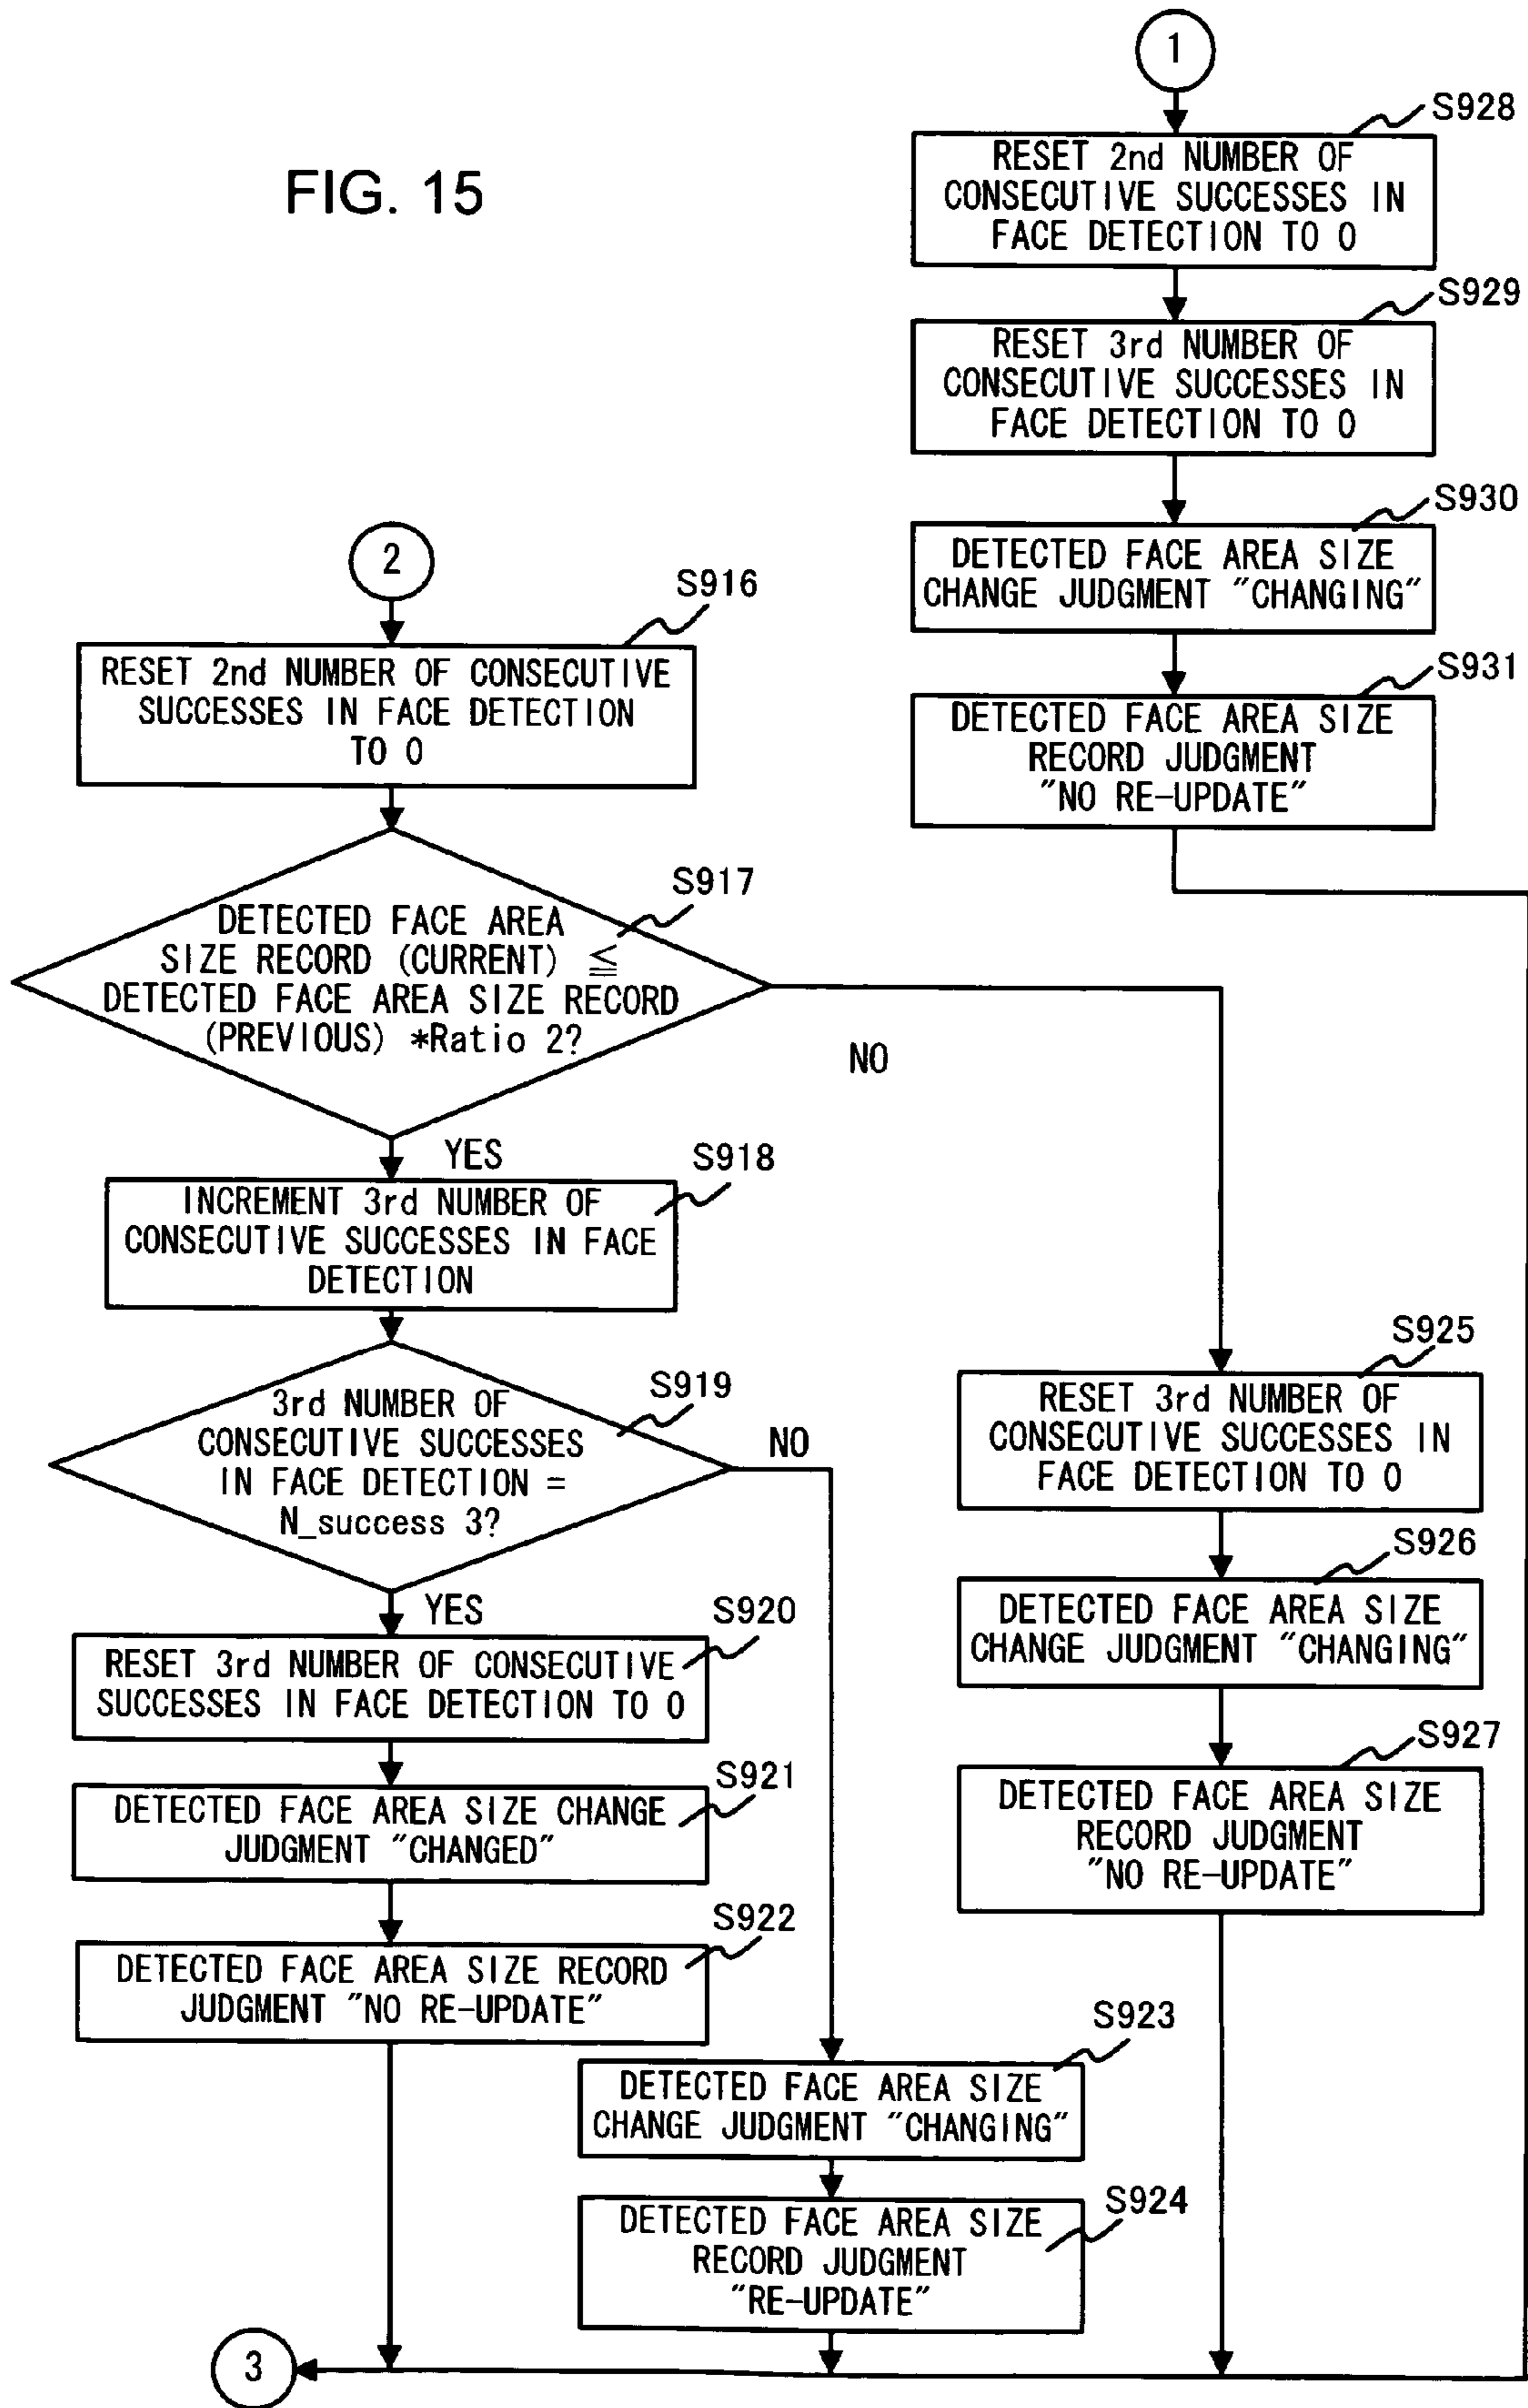 FIG. 15
1
S928
RESET 2nd NUMBER OF
CONSECUTIVE SUCCESSES IN
FACE DETECTION TO 0
S929
RESET 3rd NUMBER OF
CONSECUTIVE SUCCESSES IN
FACE DETECTION TO 0
S930
DETECTED FACE AREA SIZE
CHANGE JUDGMENT "CHANGING"
S931
DETECTED FACE AREA SIZE
RECORD JUDGMENT
"NO RE-UPDATE"
2
S916
RESET 2nd NUMBER OF CONSECUTIVE
SUCCESSES IN FACE DETECTION
TO 0
S917
DETECTED FACE AREA
SIZE RECORD (CURRENT) ≦
DETECTED FACE AREA SIZE RECORD
(PREVIOUS) *Ratio 2?
NO
YES
S918
INCREMENT 3rd NUMBER OF
CONSECUTIVE SUCCESSES IN FACE
DETECTION
S919
3rd NUMBER OF
CONSECUTIVE SUCCESSES
IN FACE DETECTION =
N_success 3?
NO
YES
S920
RESET 3rd NUMBER OF CONSECUTIVE
SUCCESSES IN FACE DETECTION TO 0
S921
DETECTED FACE AREA SIZE CHANGE
JUDGMENT "CHANGED"
S922
DETECTED FACE AREA SIZE RECORD
JUDGMENT "NO RE-UPDATE"
S923
DETECTED FACE AREA SIZE
CHANGE JUDGMENT "CHANGING"
S924
DETECTED FACE AREA SIZE
RECORD JUDGMENT
"RE-UPDATE"
S925
RESET 3rd NUMBER OF
CONSECUTIVE SUCCESSES IN
FACE DETECTION TO 0
S926
DETECTED FACE AREA SIZE
CHANGE JUDGMENT "CHANGING"
S927
DETECTED FACE AREA SIZE
RECORD JUDGMENT
"NO RE-UPDATE"
3